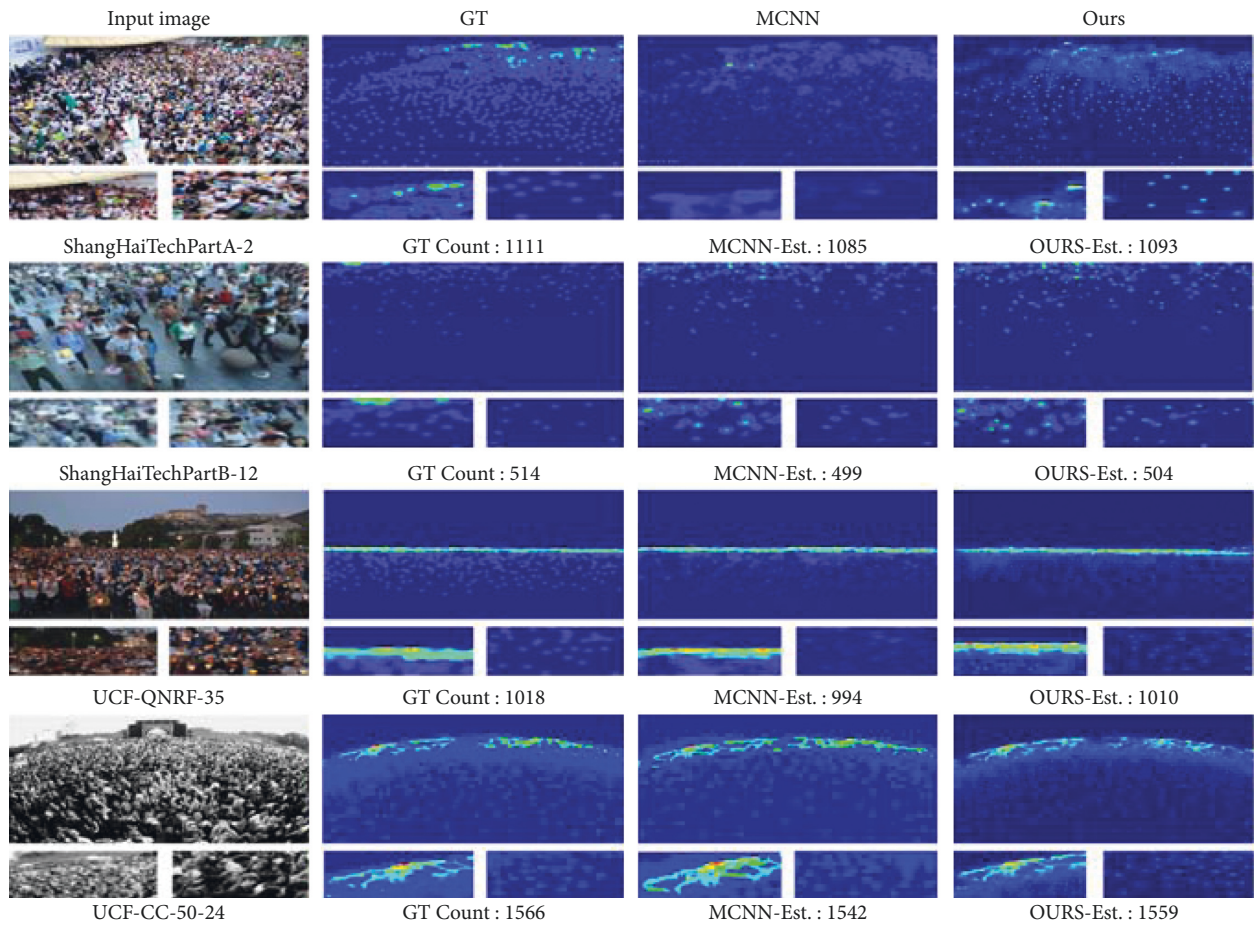 Input image GT MCNN Ours
ShangHaiTechPartA-2 GT Count : 1111 MCNN-Est. : 1085 OURS-Est. : 1093
ShangHaiTechPartB-12 GT Count : 514 MCNN-Est. : 499 OURS-Est. : 504
UCF-QNRF-35 GT Count : 1018 MCNN-Est. : 994 OURS-Est. : 1010
UCF-CC-50-24 GT Count : 1566 MCNN-Est. : 1542 OURS-Est. : 1559